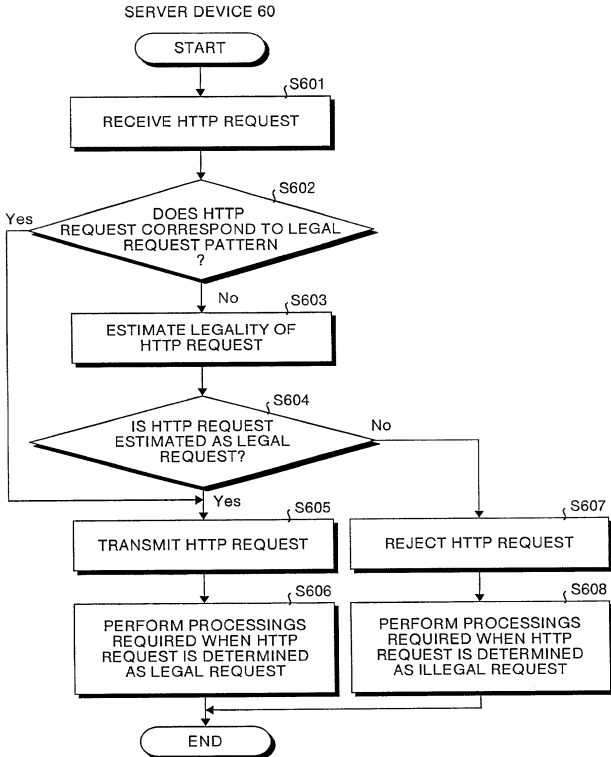 SERVER DEVICE 60
START
S601
RECEIVE HTTP REQUEST
S602
Yes
DOES HTTP
REQUEST CORRESPOND TO LEGAL
REQUEST PATTERN
?
No
S603
ESTIMATE LEGALITY OF
HTTP REQUEST
S604
IS HTTP REQUEST
ESTIMATED AS LEGAL
REQUEST?
No
Yes
S605
TRANSMIT HTTP REQUEST
S607
REJECT HTTP REQUEST
S606
PERFORM PROCESSINGS
REQUIRED WHEN HTTP
REQUEST IS DETERMINED
AS LEGAL REQUEST
S608
PERFORM PROCESSINGS
REQUIRED WHEN HTTP
REQUEST IS DETERMINED
AS ILLEGAL REQUEST
END